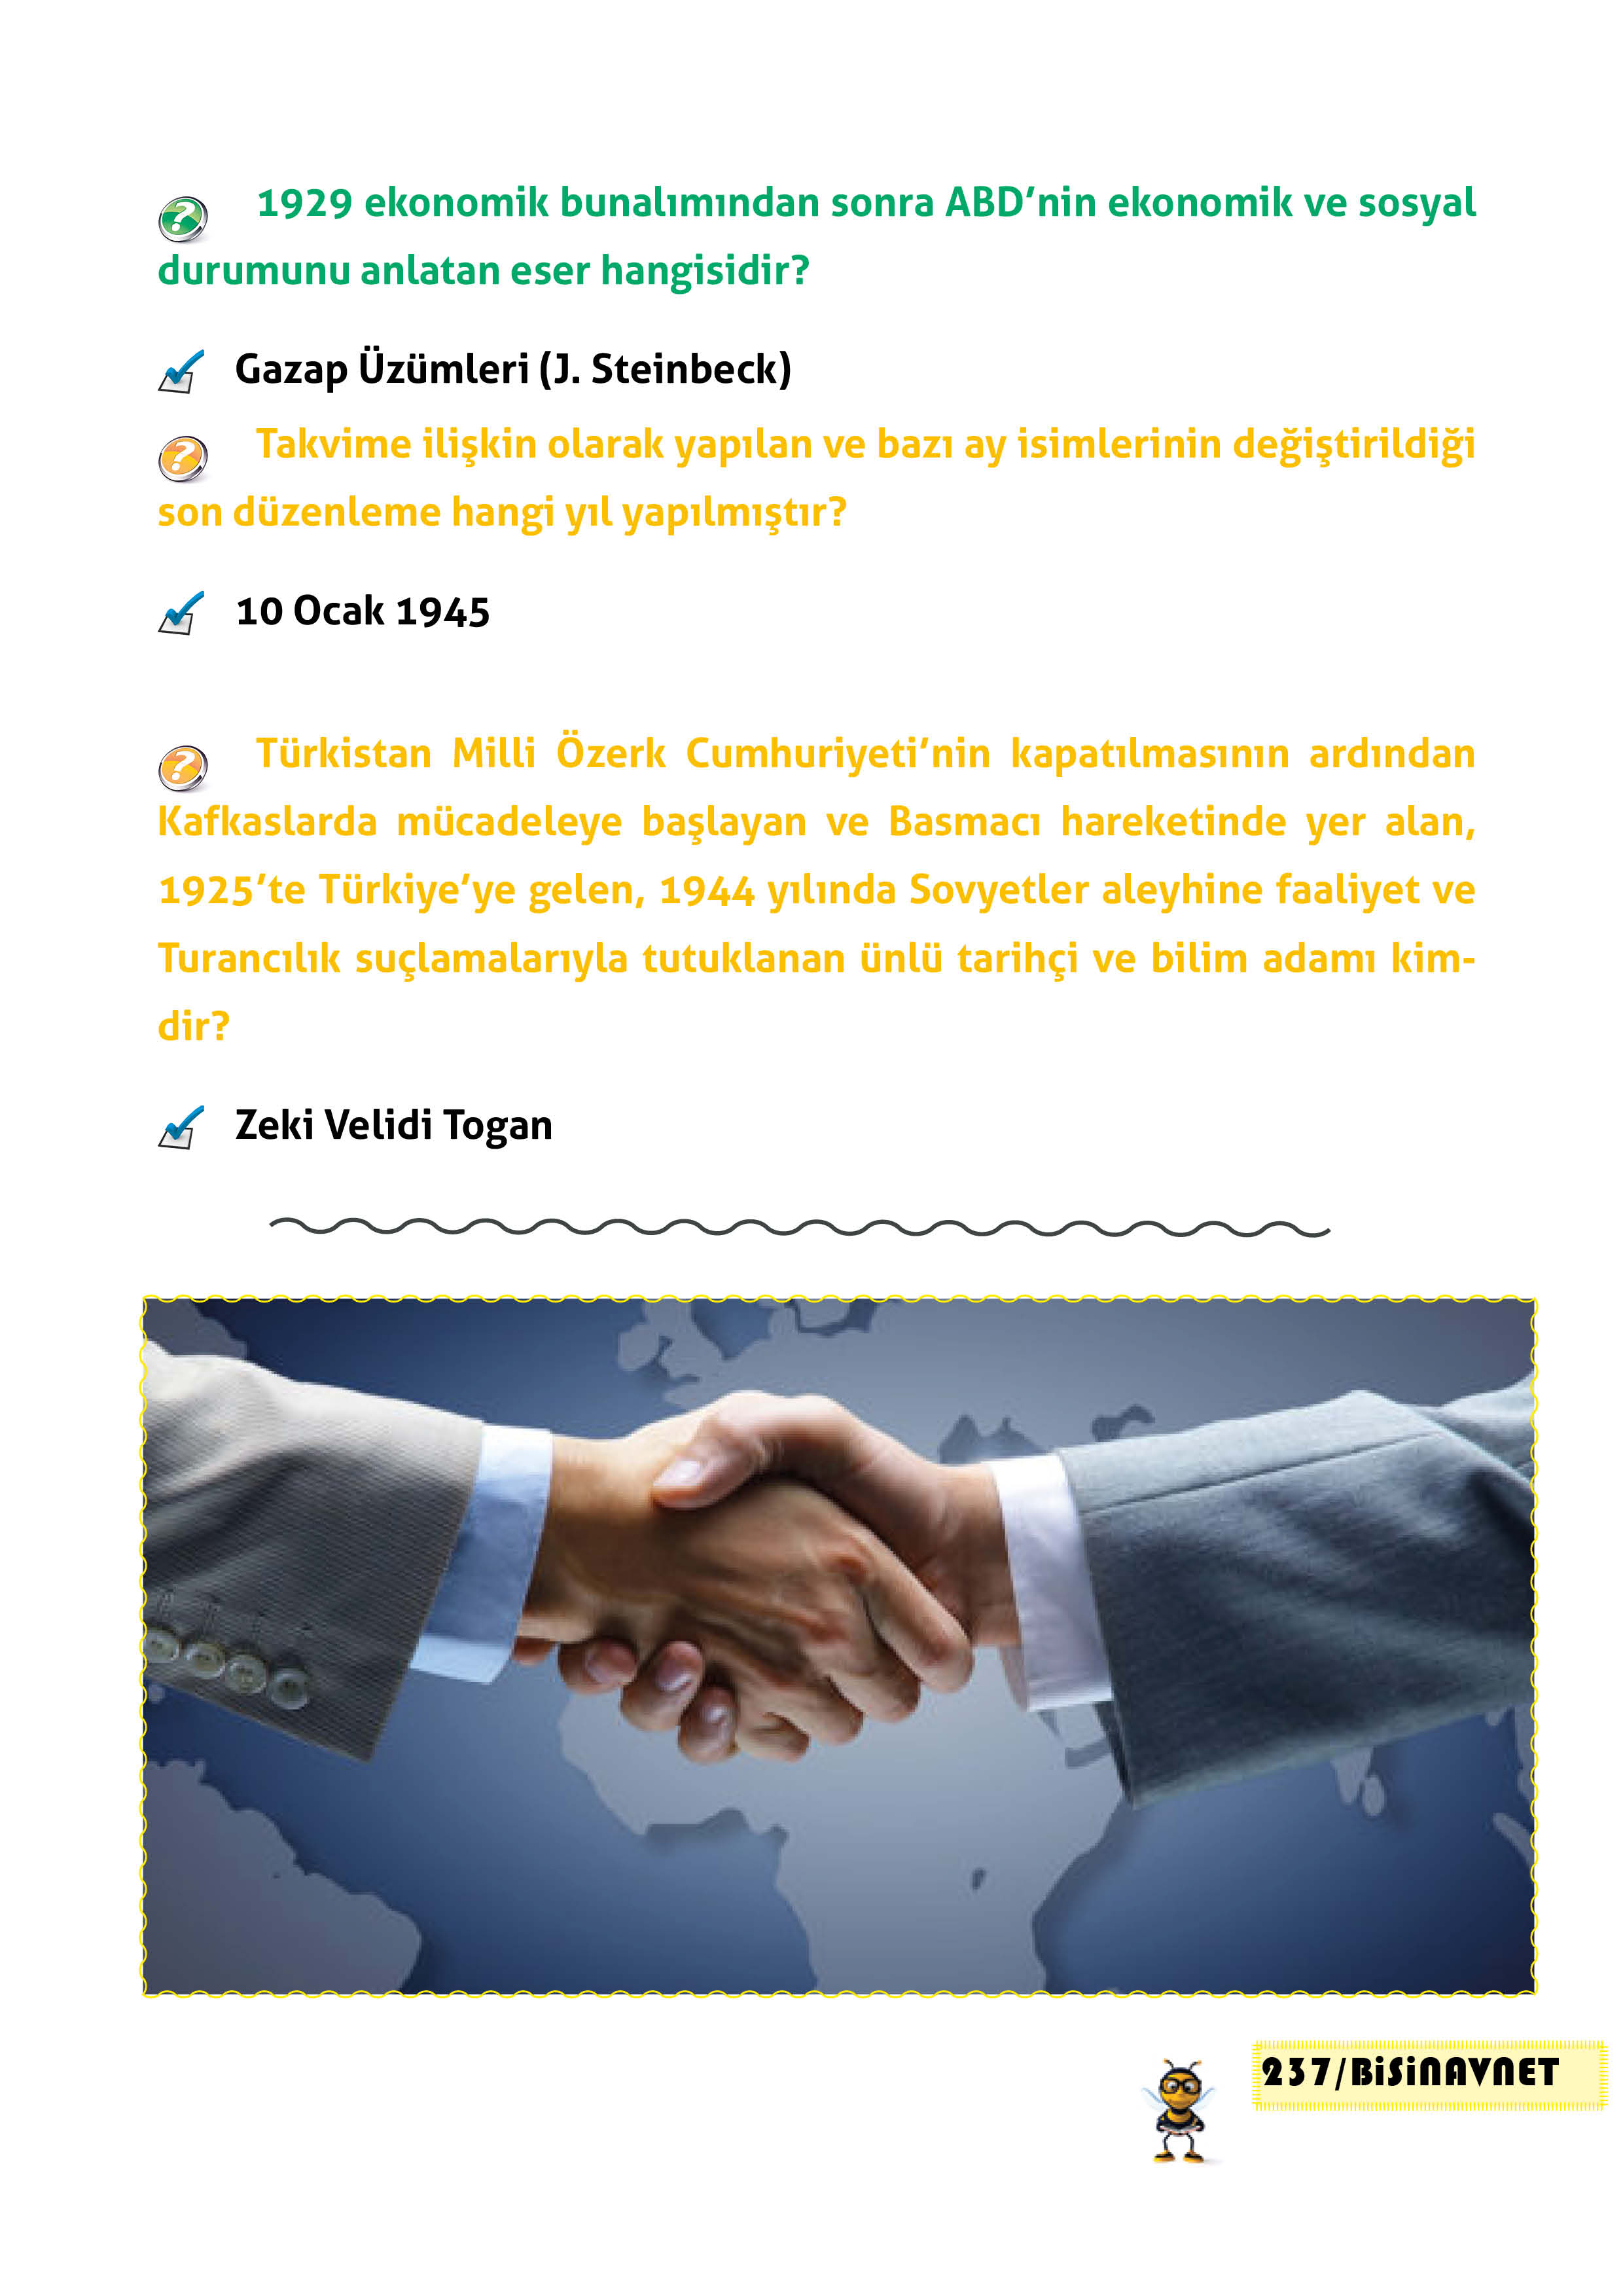 1929 ekonomik bunalımından sonra ABD’nin ekonomik ve sosyal
durumunu anlatan eser hangisidir?
Gazap Üzümleri (J. Steinbeck)
Takvime ilişkin olarak yapılan ve bazı ay isimlerinin değiştirildiği
son düzenleme hangi yıl yapılmıştır?
10 Ocak 1945
Türkistan Milli Özerk Cumhuriyeti’nin kapatılmasının ardından
Kafkaslarda mücadeleye başlayan ve Basmacı hareketinde yer alan,
1925’te Türkiye’ye gelen, 1944 yılında Sovyetler aleyhine faaliyet ve
Turancılık suçlamalarıyla tutuklanan ünlü tarihçi ve bilim adamı kim-
dir?
Zeki Velidi Togan
237/BiSiNAVNET